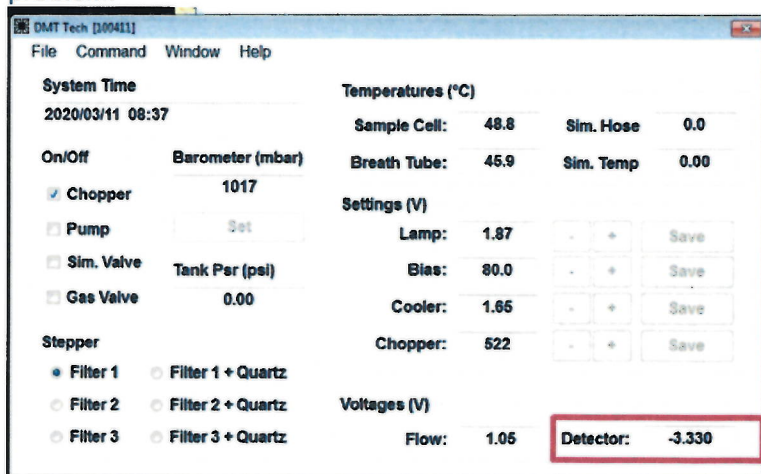 DMT Tech [100411]
File Command Window Help
System Time
2020/03/11 08:37
On/Off
Chopper
Pump
Sim. Valve
Gas Valve
Barometer (mbar)
1017
Set
Tank Psr (psi)
0.00
Stepper
Filter 1 Filter 1 + Quartz
Filter 2 Filter 2 + Quartz
Filter 3 Filter 3 + Quartz
Temperatures (°C)
Sample Cell: 48.8 Sim. Hose 0.0
Breath Tube: 45.9 Sim. Temp 0.00
Settings (V)
Lamp: 1.87 - + Save
Bias: 80.0 - + Save
Cooler: 1.65 - + Save
Chopper: 522 - + Save
Voltages (V)
Flow: 1.05 Detector: -3.330